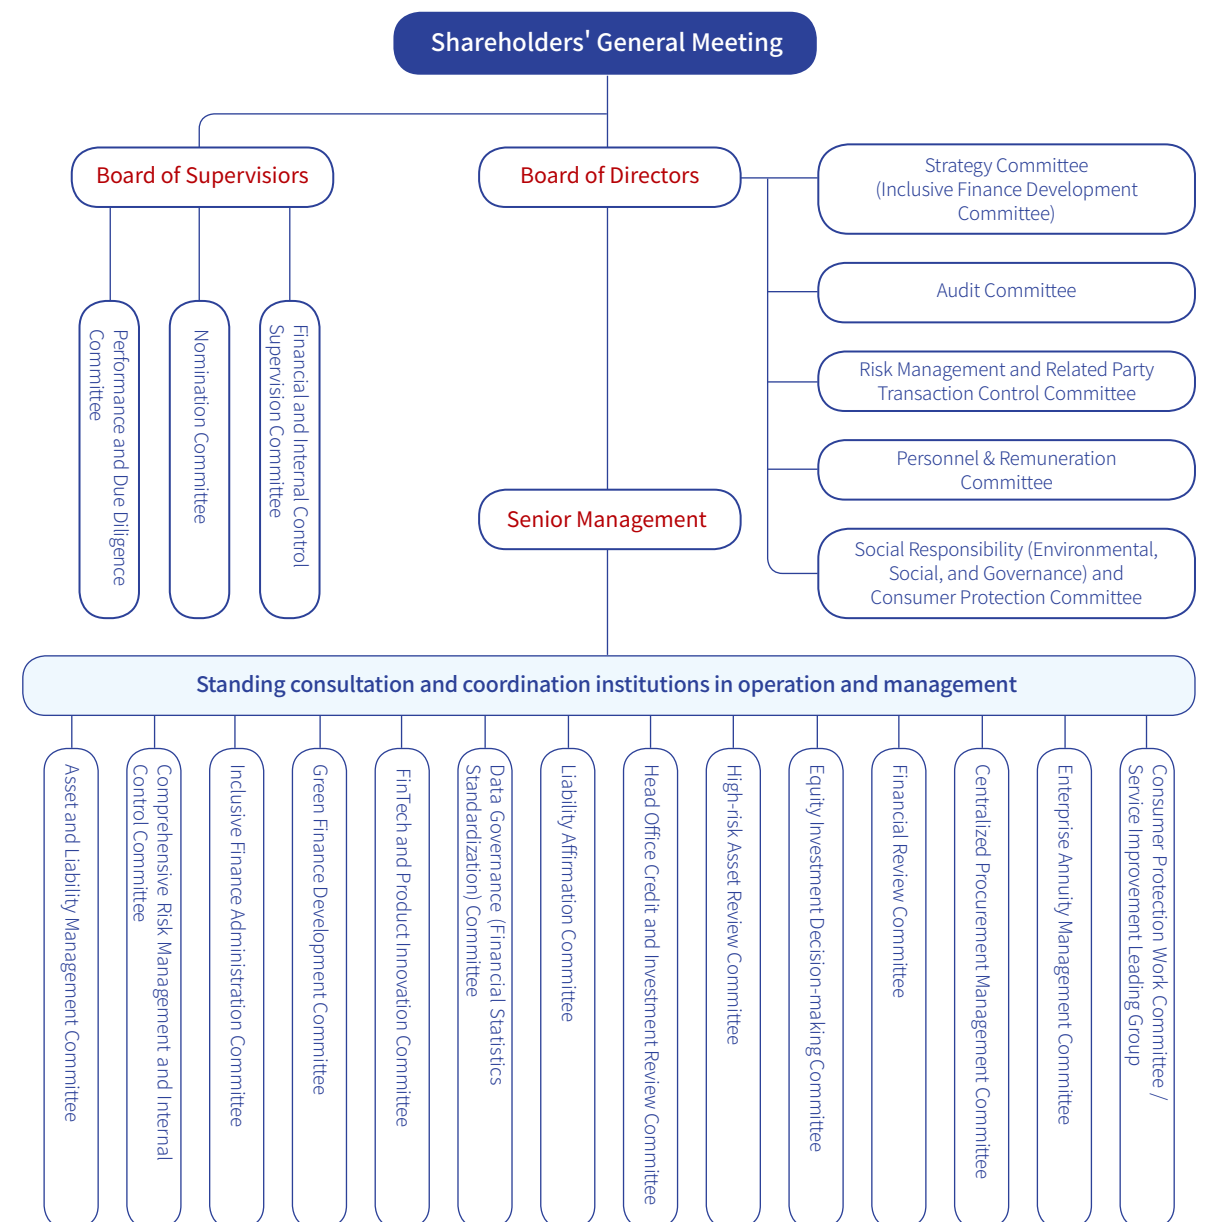 Shareholders' General Meeting
Board of Supervisiors
Board of Directors
Strategy Committee
(Inclusive Finance Development
Committee)
Audit Committee
Risk Management and Related Party
Transaction Control Committee
Personnel & Remuneration
Committee
Social Responsibility (Environmental,
Social, and Governance) and
Consumer Protection Committee
Performance and Due Diligence
Committee
Nomination Committee
Financial and Internal Control
Supervision Committee
Senior Management
Standing consultation and coordination institutions in operation and management
Asset and Liability Management Committee
Comprehensive Risk Management and Internal
Control Committee
Inclusive Finance Administration Committee
Green Finance Development Committee
FinTech and Product Innovation Committee
Data Governance (Financial Statistics
Standardization) Committee
Liability Affirmation Committee
Head Office Credit and Investment Review Committee
High-risk Asset Review Committee
Equity Investment Decision-making Committee
Financial Review Committee
Centralized Procurement Management Committee
Enterprise Annuity Management Committee
Consumer Protection Work Committee /
Service Improvement Leading Group